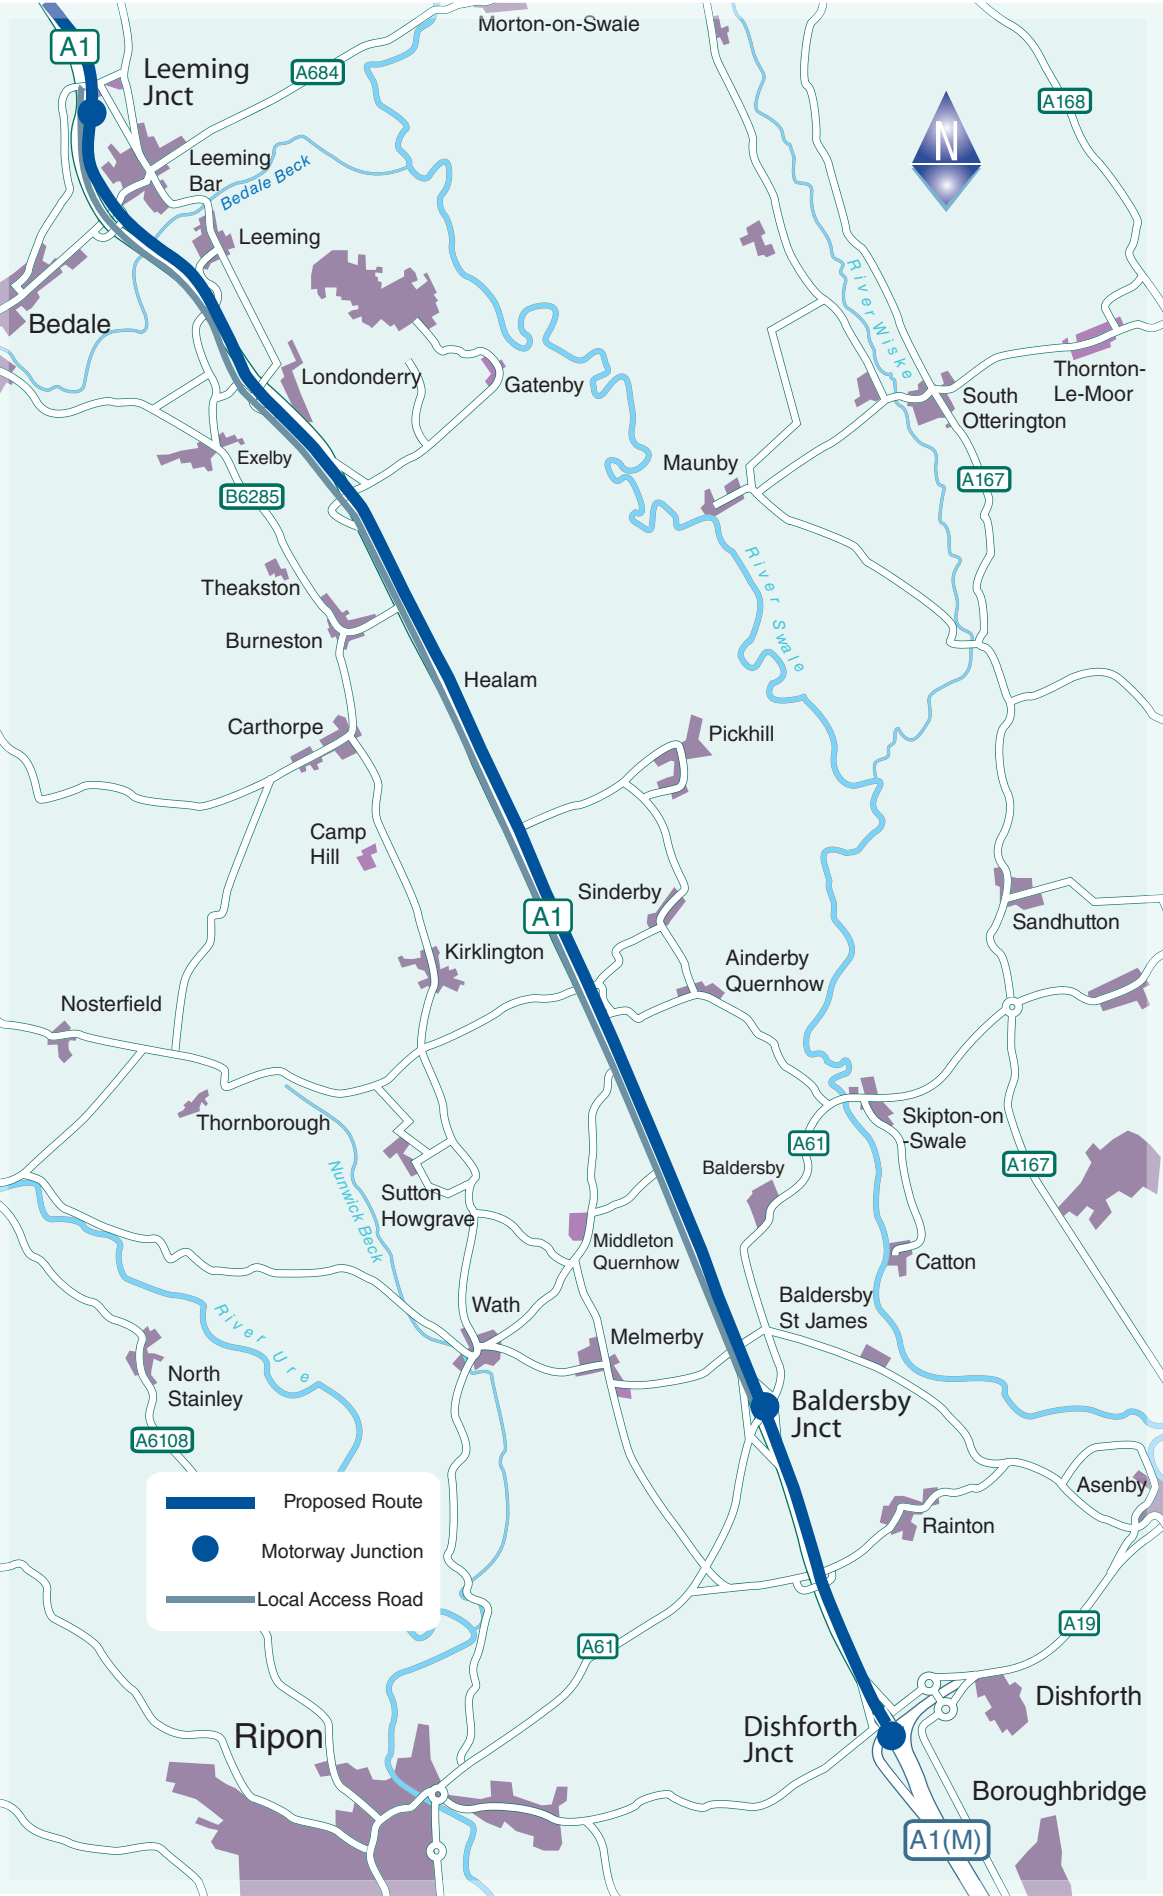 Morton-on-Swale
A1
Leeming
Jnct
A684
A168
N
Leeming
Bar
Bedale Beck
Leeming
River Wiske
Bedale
Londonderry
Gatenby
Thornton-
Le-Moor
South
Otterington
Exelby
Maunby
A167
B6285
River Swale
Theakston
Burneston
Healam
Carthorpe
Pickhill
Camp
Hill
Sinderby
A1
Sandhutton
Kirklington
Ainderby
Quernhow
Nosterfield
Thornborough
Skipton-on
-Swale
A61
A167
Baldersby
Nunwick Beck
Sutton
Howgrave
Middleton
Quernhow
Catton
River Ure
Wath
Baldersby
St James
Melmerby
North
Stainley
Baldersby
Jnct
A6108
Asenby
Proposed Route
Rainton
Motorway Junction
Local Access Road
A19
A61
Dishforth
Ripon
Dishforth
Jnct
Boroughbridge
A1(M)